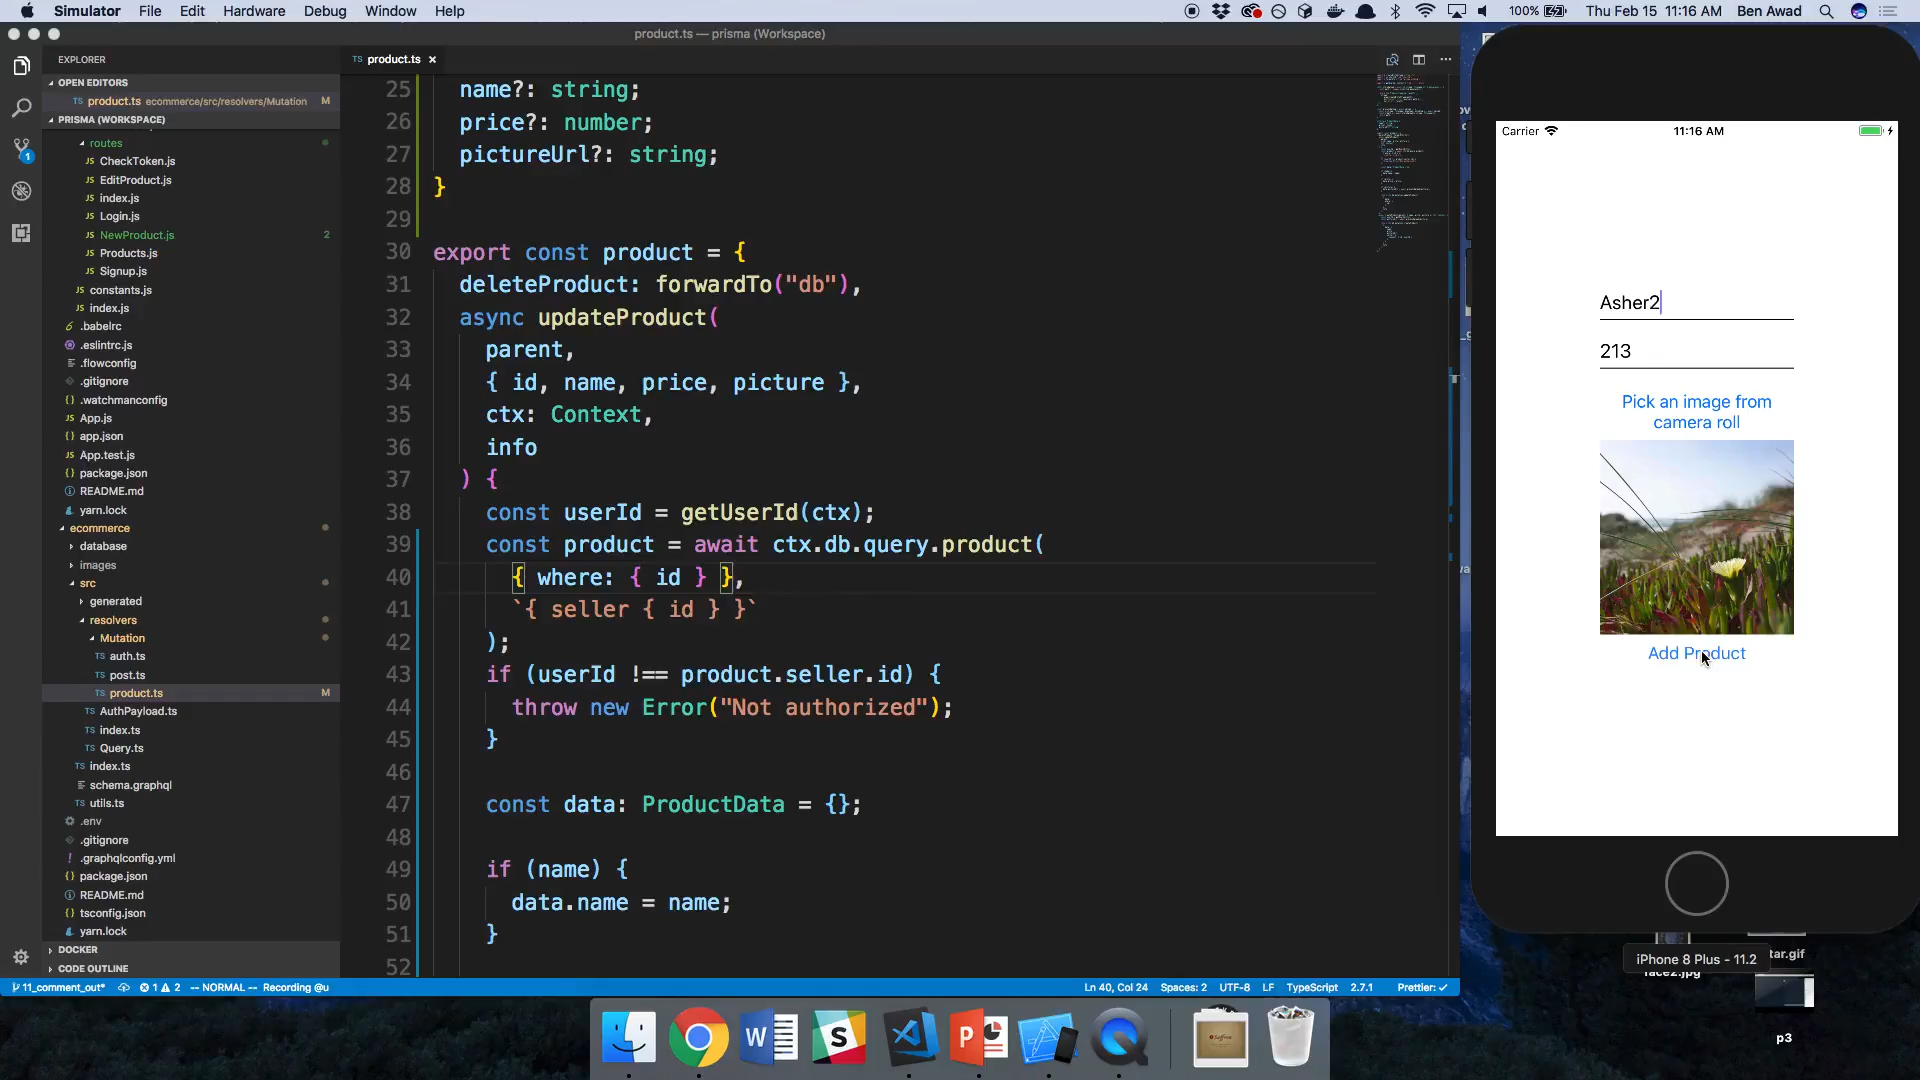 Simulator File Edit Hardware Debug Window Help
100% Thu Feb 15 11:16 AM Ben Awad
product.ts — prisma (Workspace)
EXPLORER
OPEN EDITORS
product.ts ecommerce/src/resolvers/Mutation M
PRISMA (WORKSPACE)
routes
JS CheckToken.js
JS EditProduct.js
JS index.js
JS Login.js
JS NewProduct.js 2
JS Products.js
JS Signup.js
JS constants.js
JS index.js
.babelrc
.eslintrc.js
.flowconfig
.gitignore
.watchmanconfig
JS App.js
{} app.json
JS App.test.js
{} package.json
README.md
yarn.lock
ecommerce
database
images
src
generated
resolvers
Mutation
TS auth.ts
TS post.ts
TS product.ts M
TS AuthPayload.ts
TS index.ts
TS Query.ts
TS index.ts
schema.graphql
TS utils.ts
.env
.gitignore
! .graphqlconfig.yml
{} package.json
README.md
TS tsconfig.json
yarn.lock
DOCKER
CODE OUTLINE
1
TS product.ts ×
25 name?: string;
26 price?: number;
27 pictureUrl?: string;
28 }
29
30 export const product = {
31 deleteProduct: forwardTo("db"),
32 async updateProduct(
33 parent,
34 { id, name, price, picture },
35 ctx: Context,
36 info
37 ) {
38 const userId = getUserId(ctx);
39 const product = await ctx.db.query.product(
40 { where: { id } },
41 `{ seller { id } }`
42 );
43 if (userId !== product.seller.id) {
44 throw new Error("Not authorized");
45 }
46
47 const data: ProductData = {};
48
49 if (name) {
50 data.name = name;
51 }
52
11_comment_out* 1 2 -- NORMAL -- Recording @u
Ln 40, Col 24 Spaces: 2 UTF-8 LF TypeScript 2.7.1 Prettier: ✓
Carrier 11:16 AM
Asher2
213
Pick an image from
camera roll
Add Product
iPhone 8 Plus - 11.2
face2.jpg
tar.gif
p3